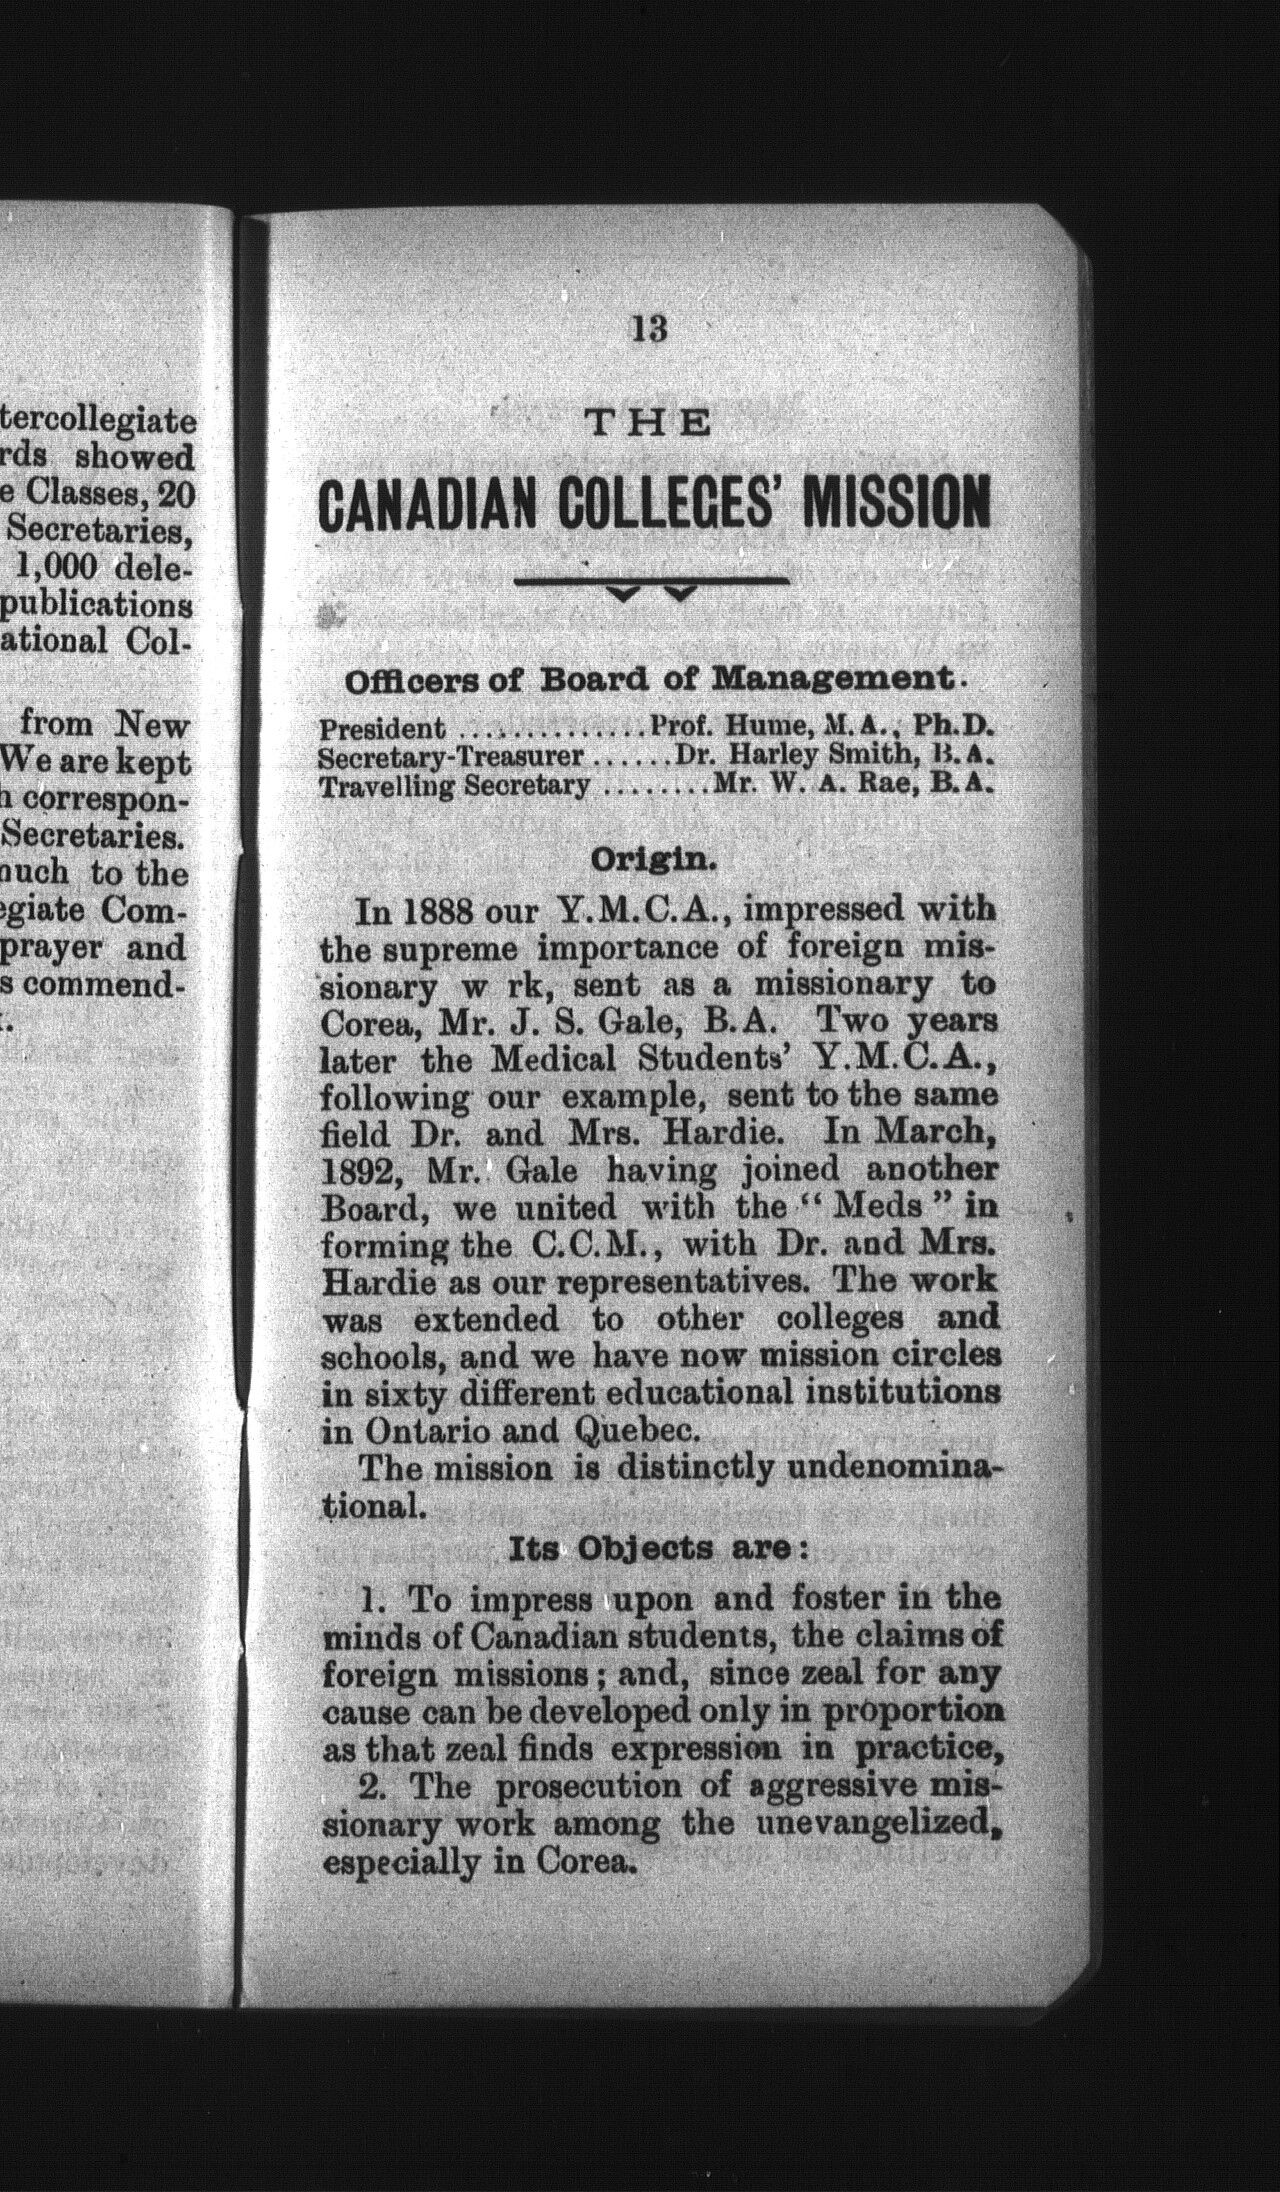 tercollegiate
rds showed
e Classes, 20
Secretaries,
1,000 dele-
publications
ational Col-
from New
We are kept
n correspon-
Secretaries.
much to the
egiate Com-
prayer and
s commend-
13
THE
CANADIAN COLLEGES' MISSION
Officers of Board of Management.
President ..............Prof. Hume, M.A., Ph.D.
Secretary-Treasurer ......Dr. Harley Smith, B.A.
Travelling Secretary ........Mr. W. A. Rae, B.A.
Origin.
In 1888 our Y.M.C.A., impressed with
the supreme importance of foreign mis-
sionary w rk, sent as a missionary to
Corea, Mr. J. S. Gale, B.A. Two years
later the Medical Students' Y.M.C.A.,
following our example, sent to the same
field Dr. and Mrs. Hardie. In March,
1892, Mr. Gale having joined another
Board, we united with the "Meds" in
forming the C.C.M., with Dr. and Mrs.
Hardie as our representatives. The work
was extended to other colleges and
schools, and we have now mission circles
in sixty different educational institutions
in Ontario and Quebec.
The mission is distinctly undenomina-
tional.
Its Objects are:
1. To impress upon and foster in the
minds of Canadian students, the claims of
foreign missions; and, since zeal for any
cause can be developed only in proportion
as that zeal finds expression in practice,
2. The prosecution of aggressive mis-
sionary work among the unevangelized,
especially in Corea.